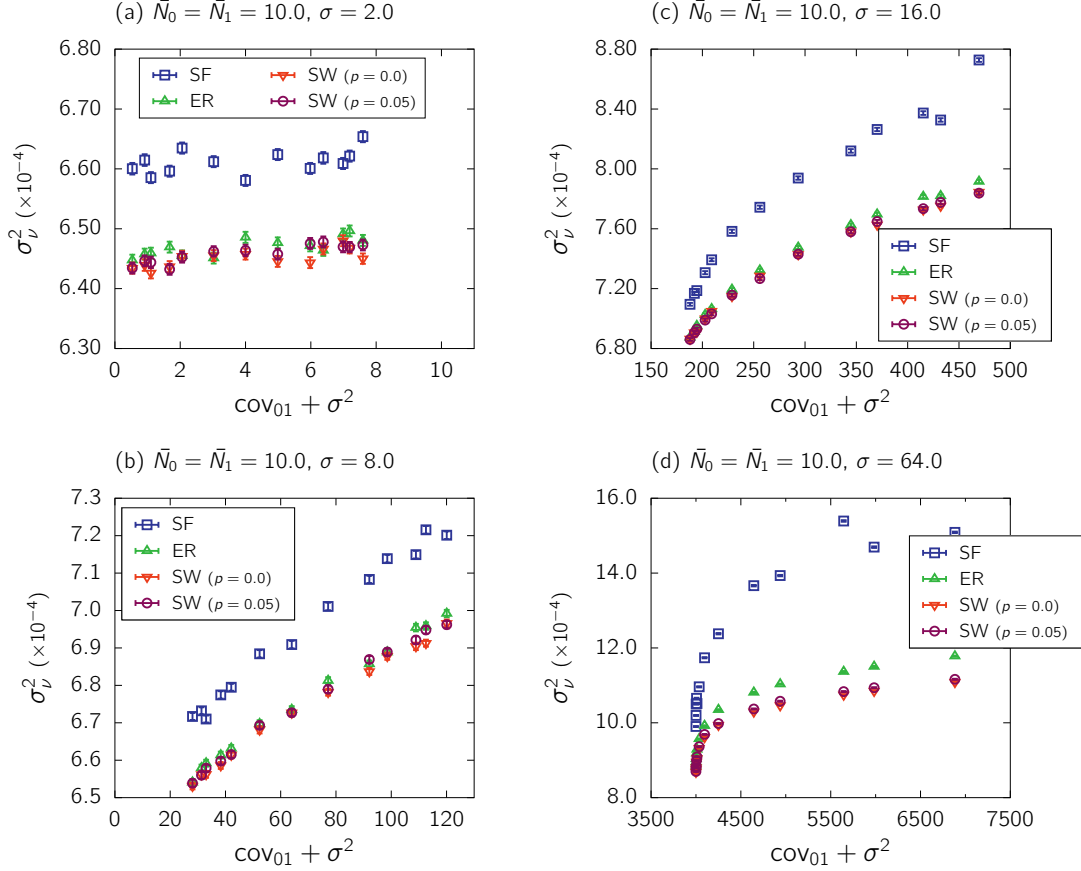 (a) N̄₀ = N̄₁ = 10.0, σ = 2.0
6.80
6.70
6.60
6.50
6.40
6.30
σ²ᵥ (×10⁻⁴)
SF
ER
SW (p = 0.0)
SW (p = 0.05)
0 2 4 6 8 10
cov₀₁ + σ²
(c) N̄₀ = N̄₁ = 10.0, σ = 16.0
8.80
8.40
8.00
7.60
7.20
6.80
σ²ᵥ (×10⁻⁴)
SF
ER
SW (p = 0.0)
SW (p = 0.05)
150 200 250 300 350 400 450 500
cov₀₁ + σ²
(b) N̄₀ = N̄₁ = 10.0, σ = 8.0
7.3
7.2
7.1
7.0
6.9
6.8
6.7
6.6
6.5
σ²ᵥ (×10⁻⁴)
SF
ER
SW (p = 0.0)
SW (p = 0.05)
0 20 40 60 80 100 120
cov₀₁ + σ²
(d) N̄₀ = N̄₁ = 10.0, σ = 64.0
16.0
14.0
12.0
10.0
8.0
σ²ᵥ (×10⁻⁴)
SF
ER
SW (p = 0.0)
SW (p = 0.05)
3500 4500 5500 6500 7500
cov₀₁ + σ²